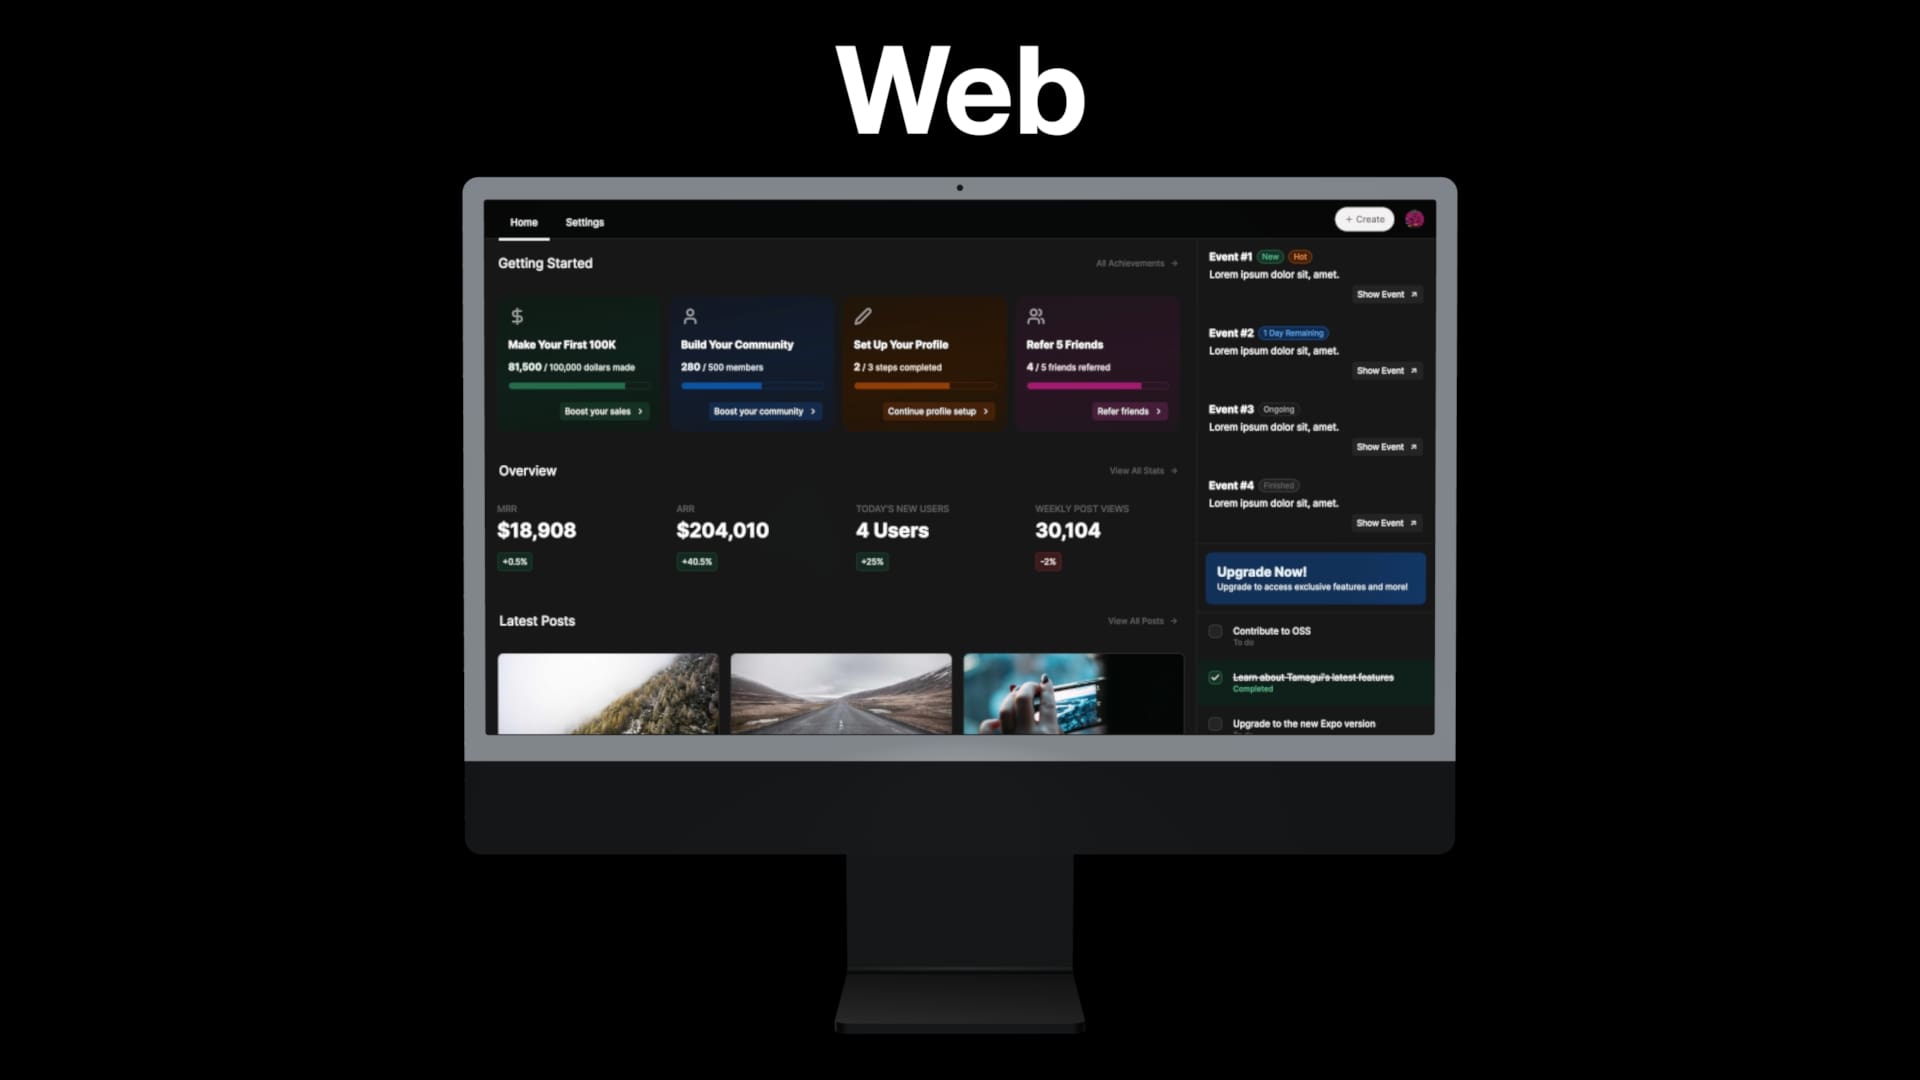 Web
Home
Settings
+ Create
Getting Started
All Achievements
Make Your First 100K
81,500 / 100,000 dollars made
Boost your sales
Build Your Community
280 / 500 members
Boost your community
Set Up Your Profile
2 / 3 steps completed
Continue profile setup
Refer 5 Friends
4 / 5 friends referred
Refer friends
Overview
View All Stats
MRR
$18,908
+0.5%
ARR
$204,010
+40.5%
TODAY'S NEW USERS
4 Users
+25%
WEEKLY POST VIEWS
30,104
-2%
Latest Posts
View All Posts
Event #1 New Hot
Lorem ipsum dolor sit, amet.
Show Event
Event #2 1 Day Remaining
Lorem ipsum dolor sit, amet.
Show Event
Event #3 Ongoing
Lorem ipsum dolor sit, amet.
Show Event
Event #4 Finished
Lorem ipsum dolor sit, amet.
Show Event
Upgrade Now!
Upgrade to access exclusive features and more!
Contribute to OSS
To do
Learn about Tamagui's latest features
Completed
Upgrade to the new Expo version